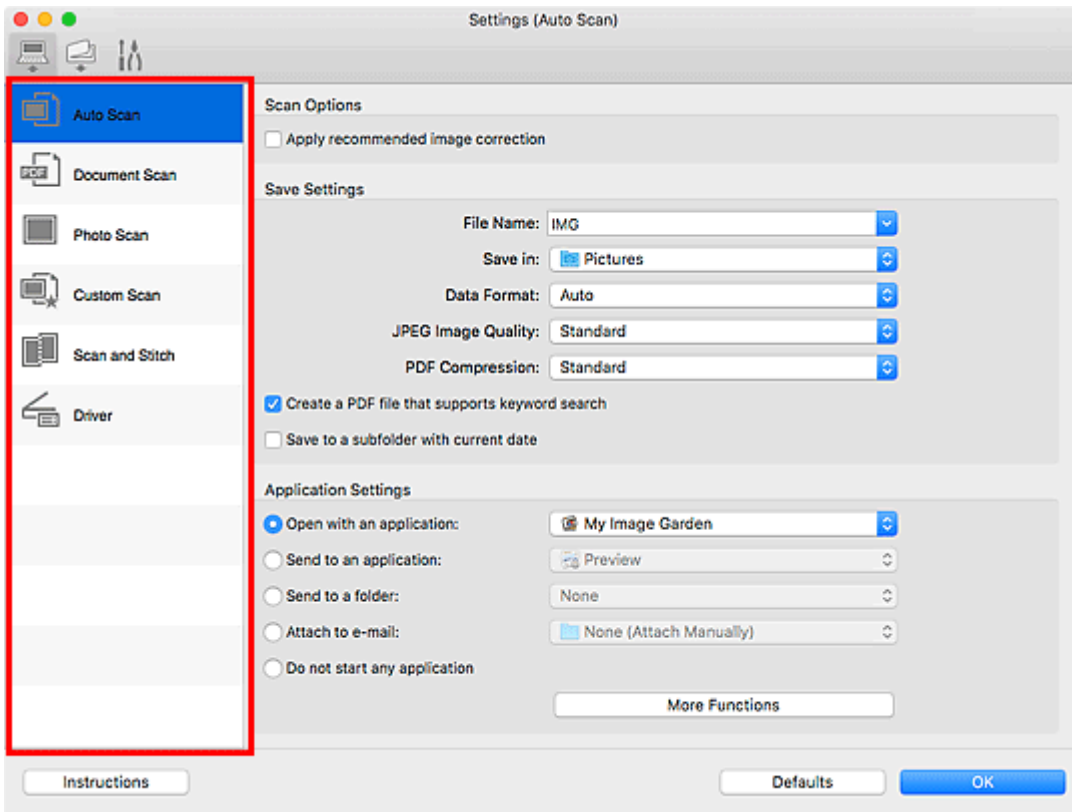 Settings (Auto Scan)
Auto Scan
PDF
Document Scan
Photo Scan
Custom Scan
Scan and Stitch
Driver
Scan Options
Apply recommended image correction
Save Settings
File Name: IMG
Save in: Pictures
Data Format: Auto
JPEG Image Quality: Standard
PDF Compression: Standard
Create a PDF file that supports keyword search
Save to a subfolder with current date
Application Settings
Open with an application: My Image Garden
Send to an application: Preview
Send to a folder: None
Attach to e-mail: None (Attach Manually)
Do not start any application
More Functions
Instructions Defaults OK